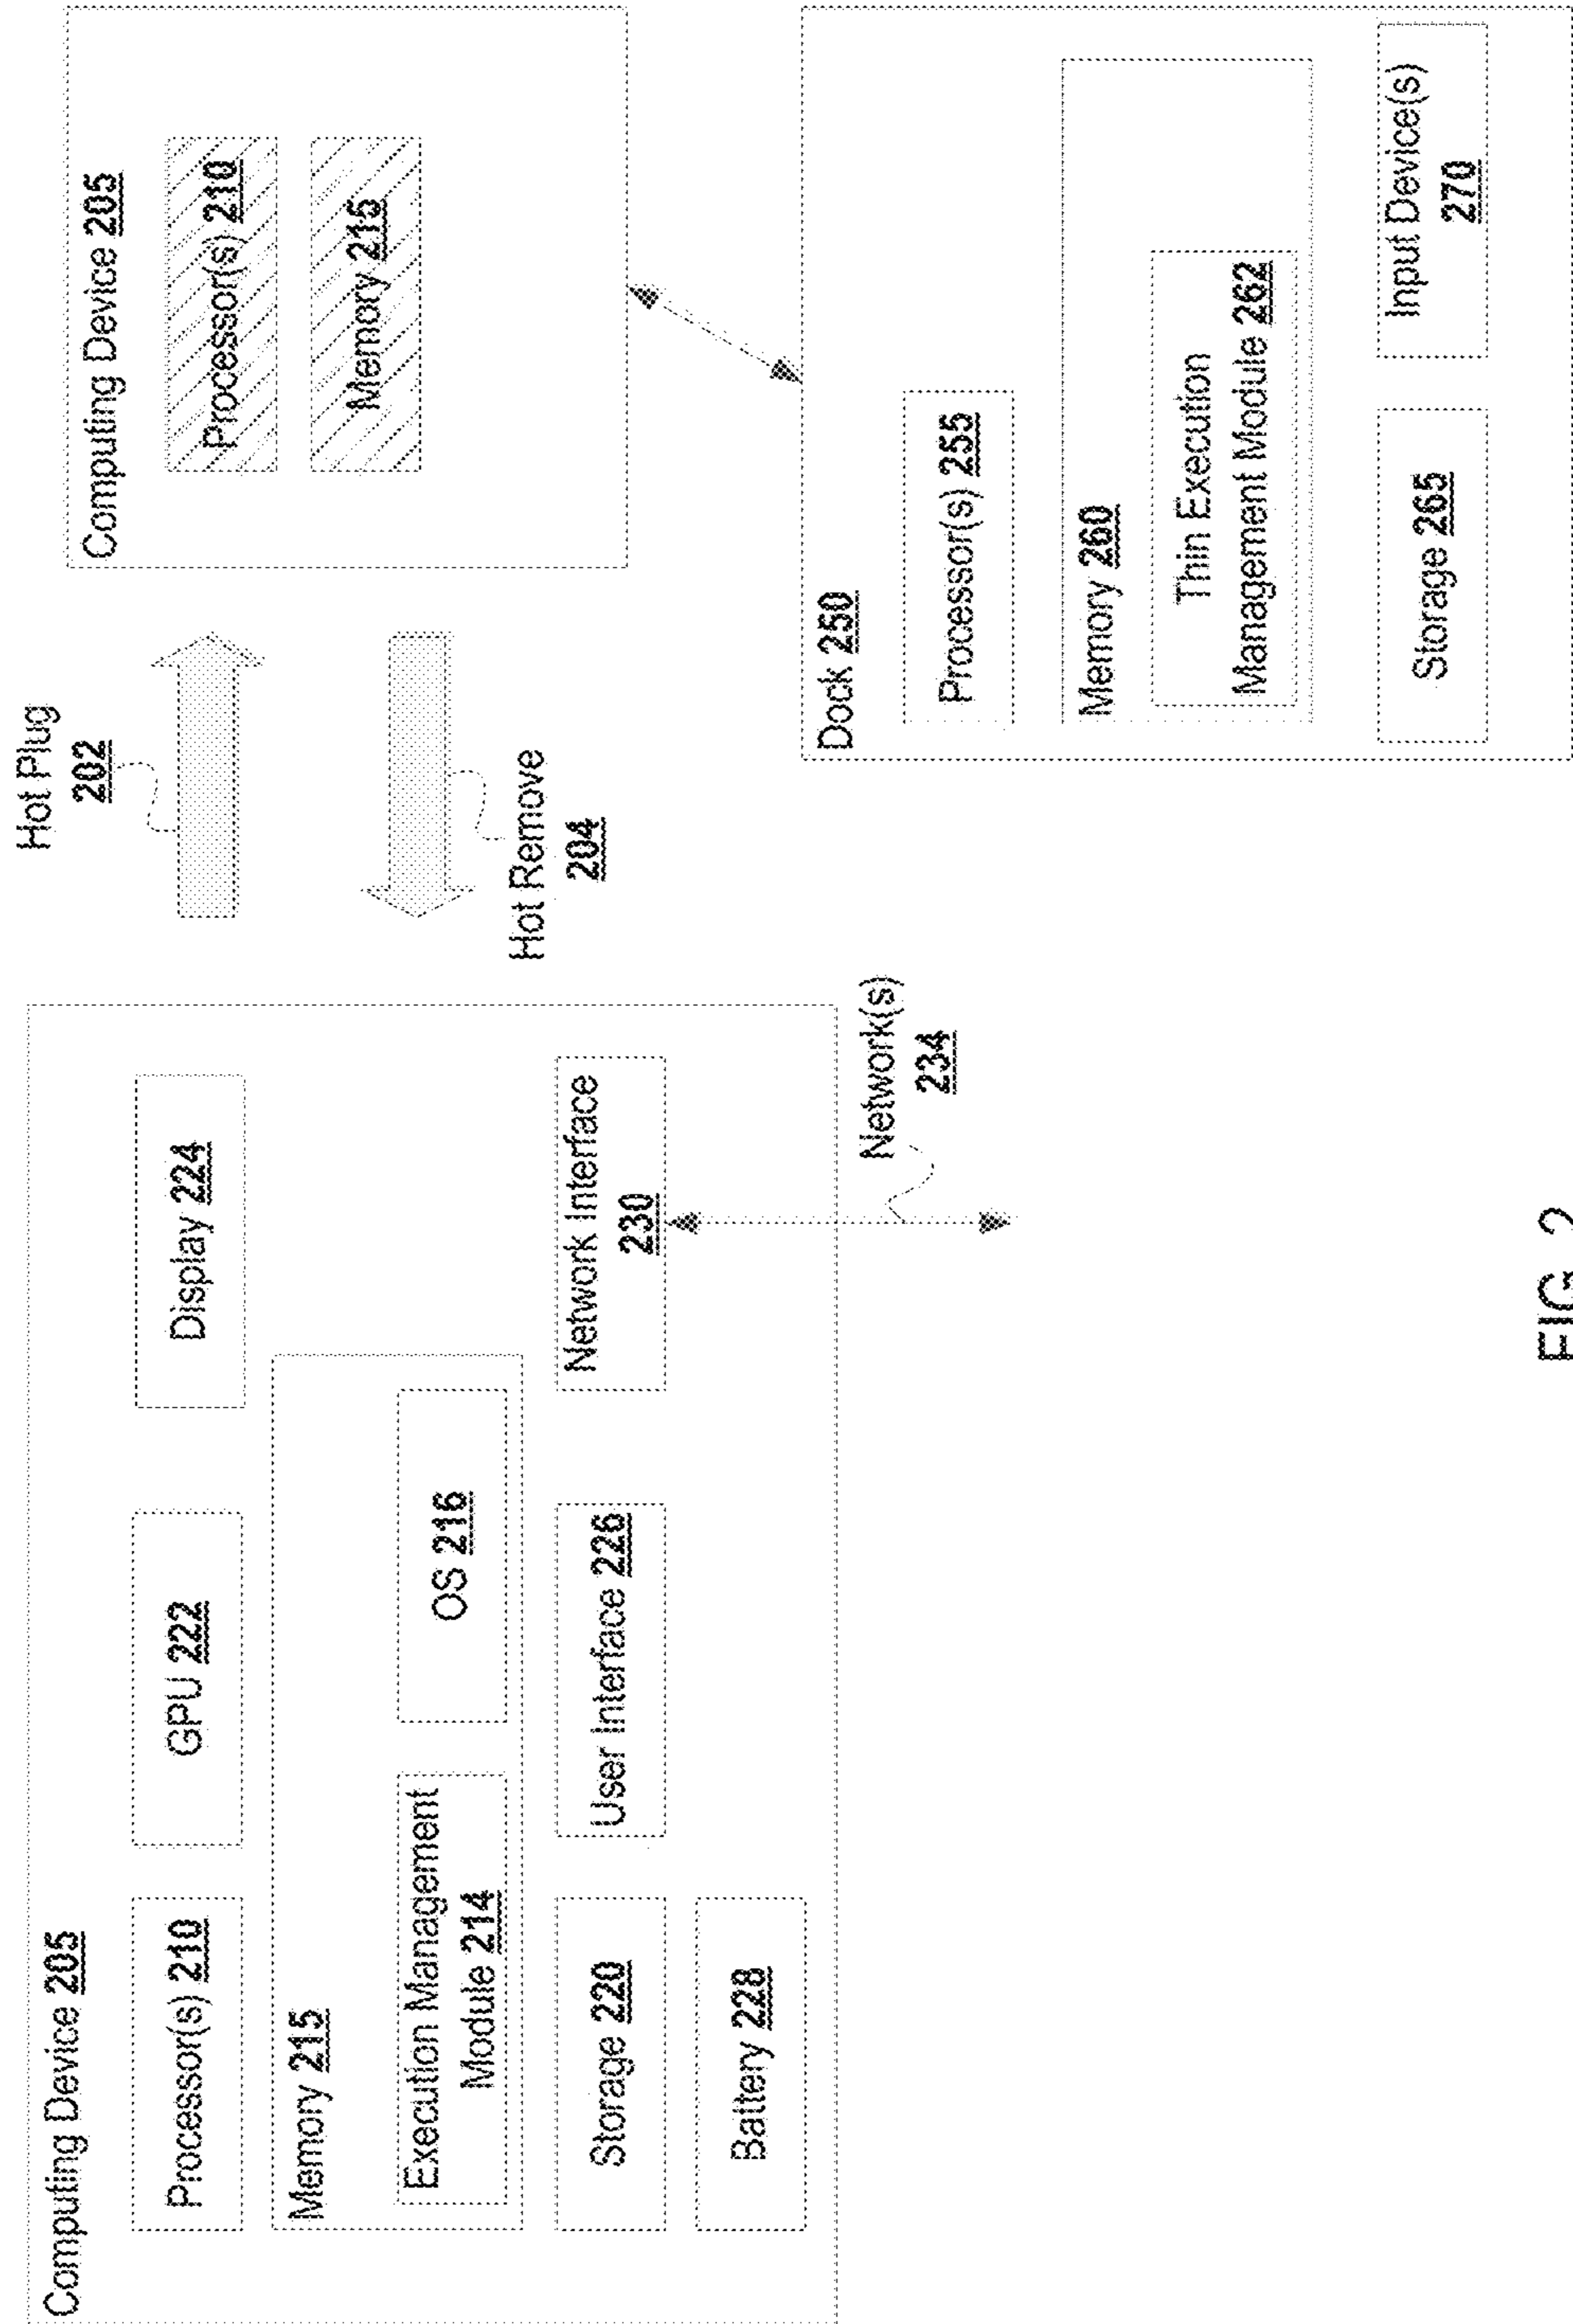 Computing Device 205
Processor(s) 210
GPU 222
Display 224
Memory 215
Execution Management
Module 214
OS 216
Storage 220
User Interface 226
Network Interface
230
Battery 228
Network(s)
234
Hot Plug
202
Hot Remove
204
Computing Device 205
Processor(s) 210
Memory 215
Dock 250
Processor(s) 255
Memory 260
Thin Execution
Management Module 262
Storage 265
Input Device(s)
270
FIG. 2